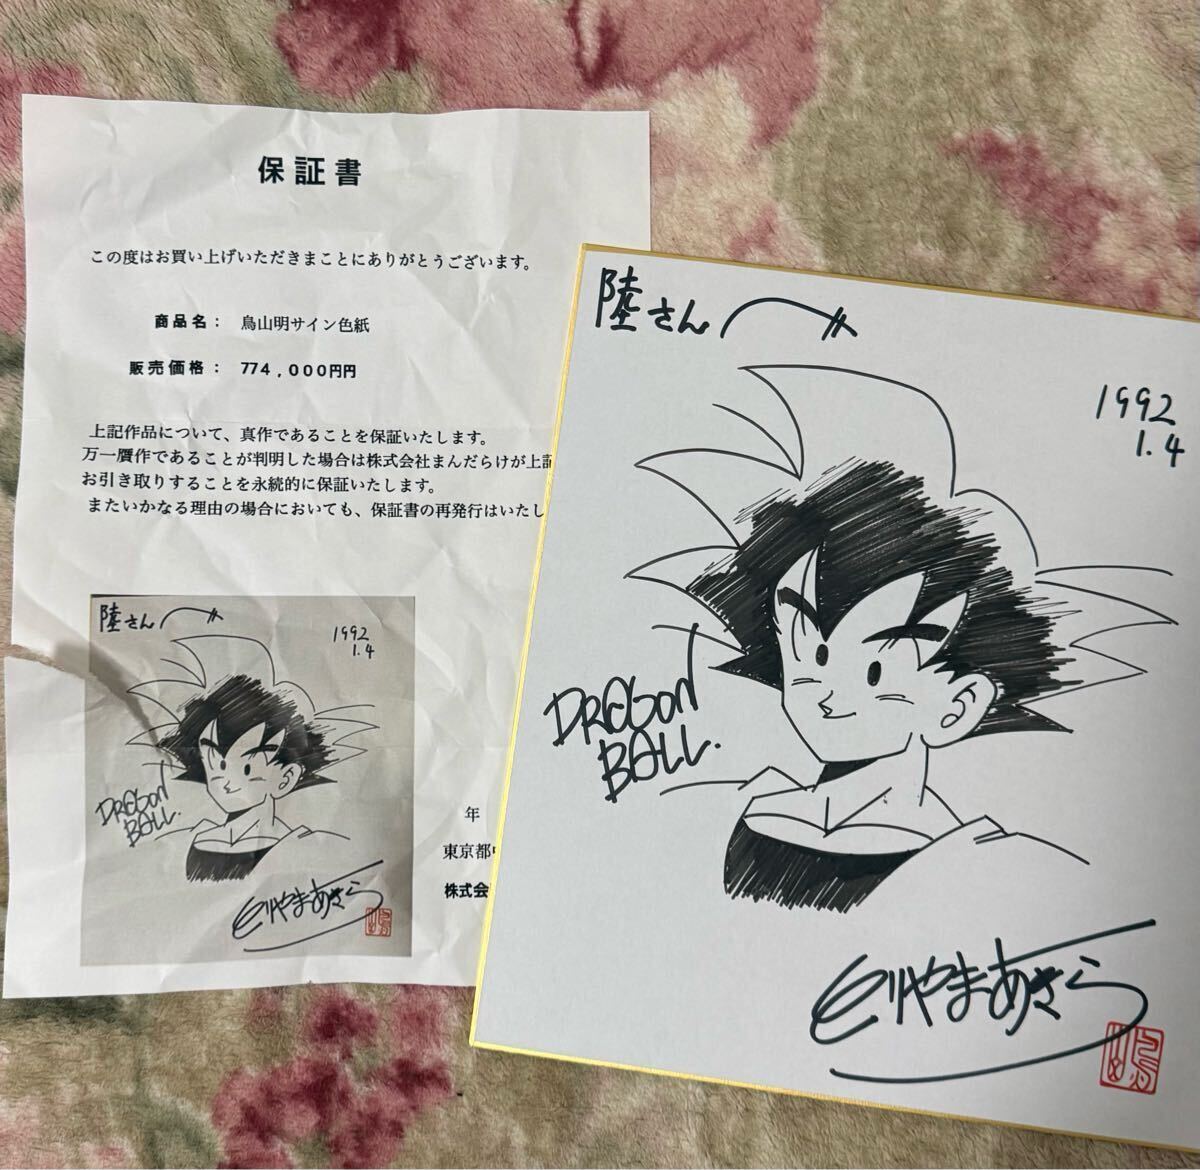 保証書
この度はお買い上げいただきまことにありがとうございます。
商品名： 鳥山明サイン色紙
販売価格： 774,000円円
上記作品について、真作であることを保証いたします。
万一贋作であることが判明した場合は株式会社まんだらけが上記
お引き取りすることを永続的に保証いたします。
またいかなる理由の場合においても、保証書の再発行はいたし
陸さん
1992
1.4
DRAGON
BALL.
とりやまあきら
年
東京都中
株式会
陸さん
1992
1.4
DRAGON
BALL.
とりやまあきら